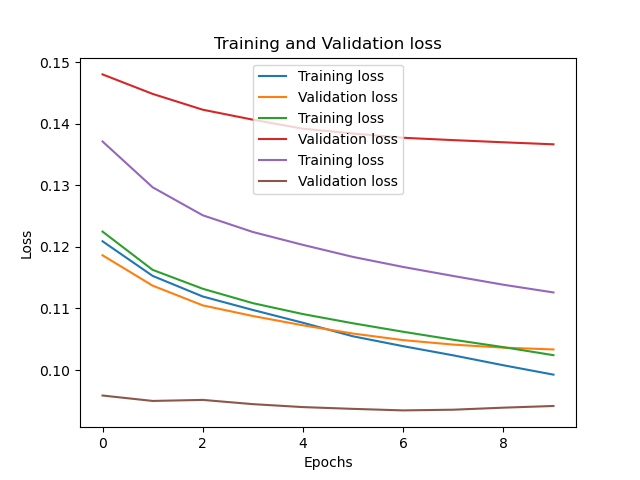 Training and Validation loss
0.15
0.14
0.13
0.12
0.11
0.10
Loss
Training loss
Validation loss
Training loss
Validation loss
Training loss
Validation loss
0
2
4
6
8
Epochs